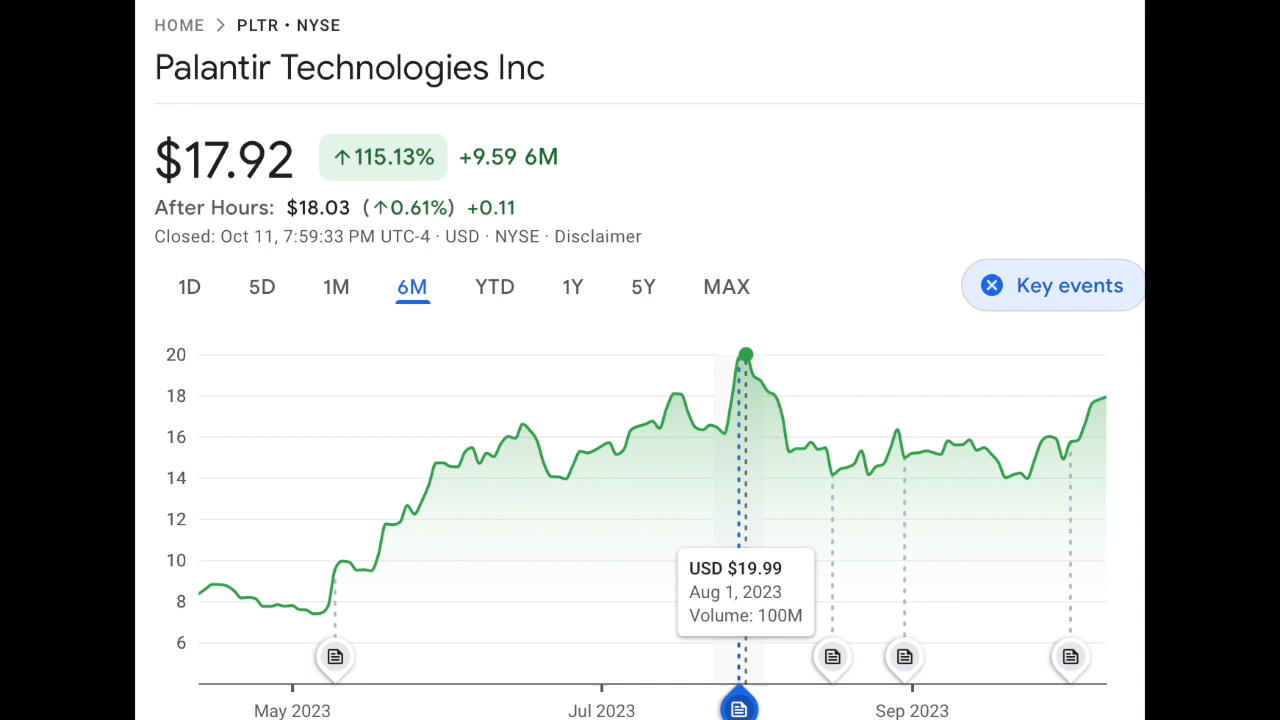 HOME > PLTR • NYSE
Palantir Technologies Inc
$17.92 ↑115.13% +9.59 6M
After Hours: $18.03 (↑0.61%) +0.11
Closed: Oct 11, 7:59:33 PM UTC-4 · USD · NYSE · Disclaimer
1D 5D 1M 6M YTD 1Y 5Y MAX Key events
20
18
16
14
12
10
8
6
USD $19.99
Aug 1, 2023
Volume: 100M
May 2023 Jul 2023 Sep 2023